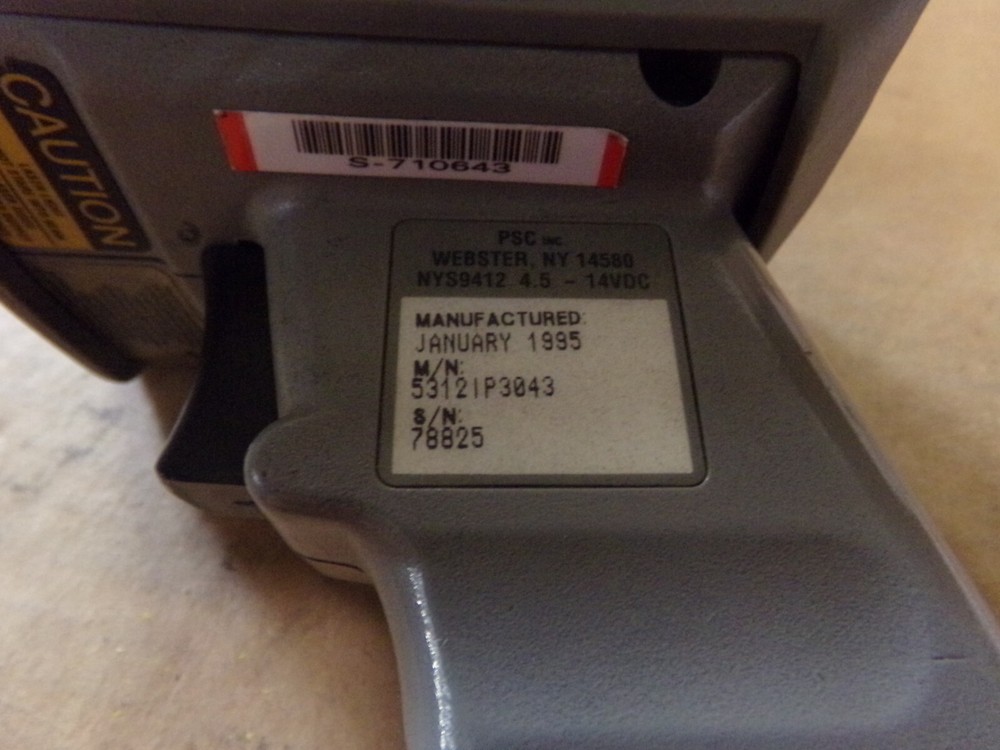 CAUTION
S-710643
PSC INC
WEBSTER, NY 14580
NYS9412 4.5 - 14VDC
MANUFACTURED:
JANUARY 1995
M/N:
5312IP3043
S/N:
78825